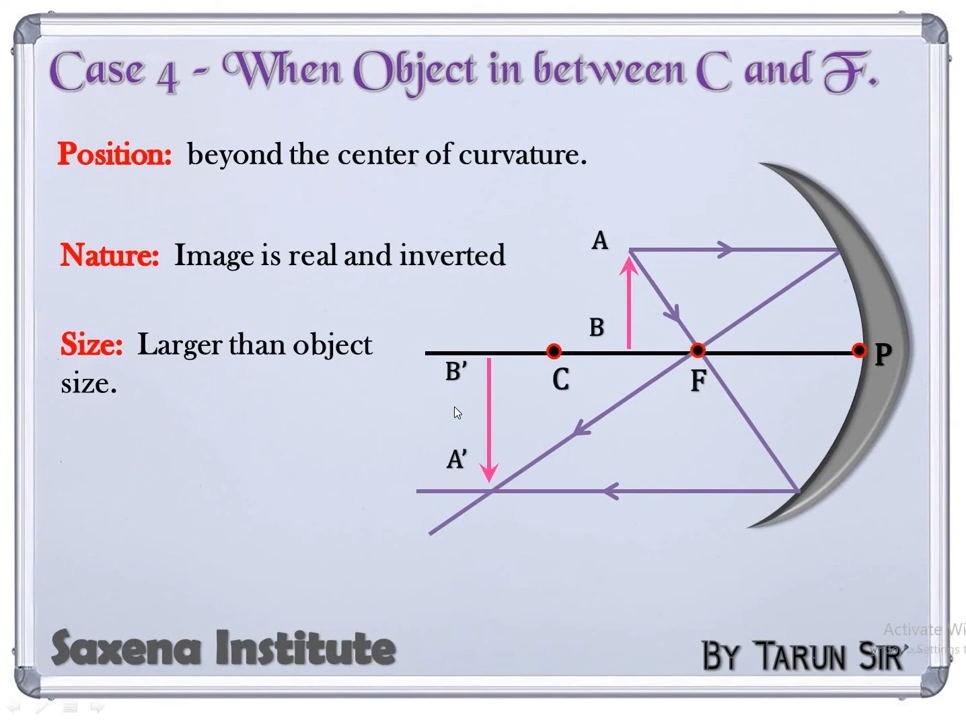 Case 4 - When Object in between C and F.
Position: beyond the center of curvature.
Nature: Image is real and inverted
Size: Larger than object
size.
A
B
B'
C
F
P
A'
Saxena Institute
By Tarun Sir
Activate Wi
Settings t